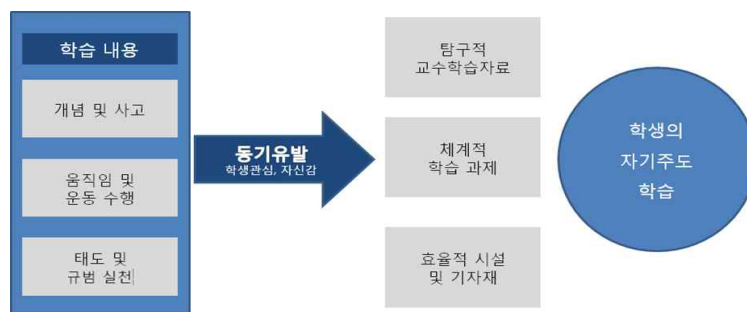 학습 내용
개념 및 사고
움직임 및
운동 수행
태도 및
규범 실천
동기유발
학생관심, 자신감
탐구적
교수학습자료
체계적
학습 과제
효율적 시설
및 기자재
학생의
자기주도
학습